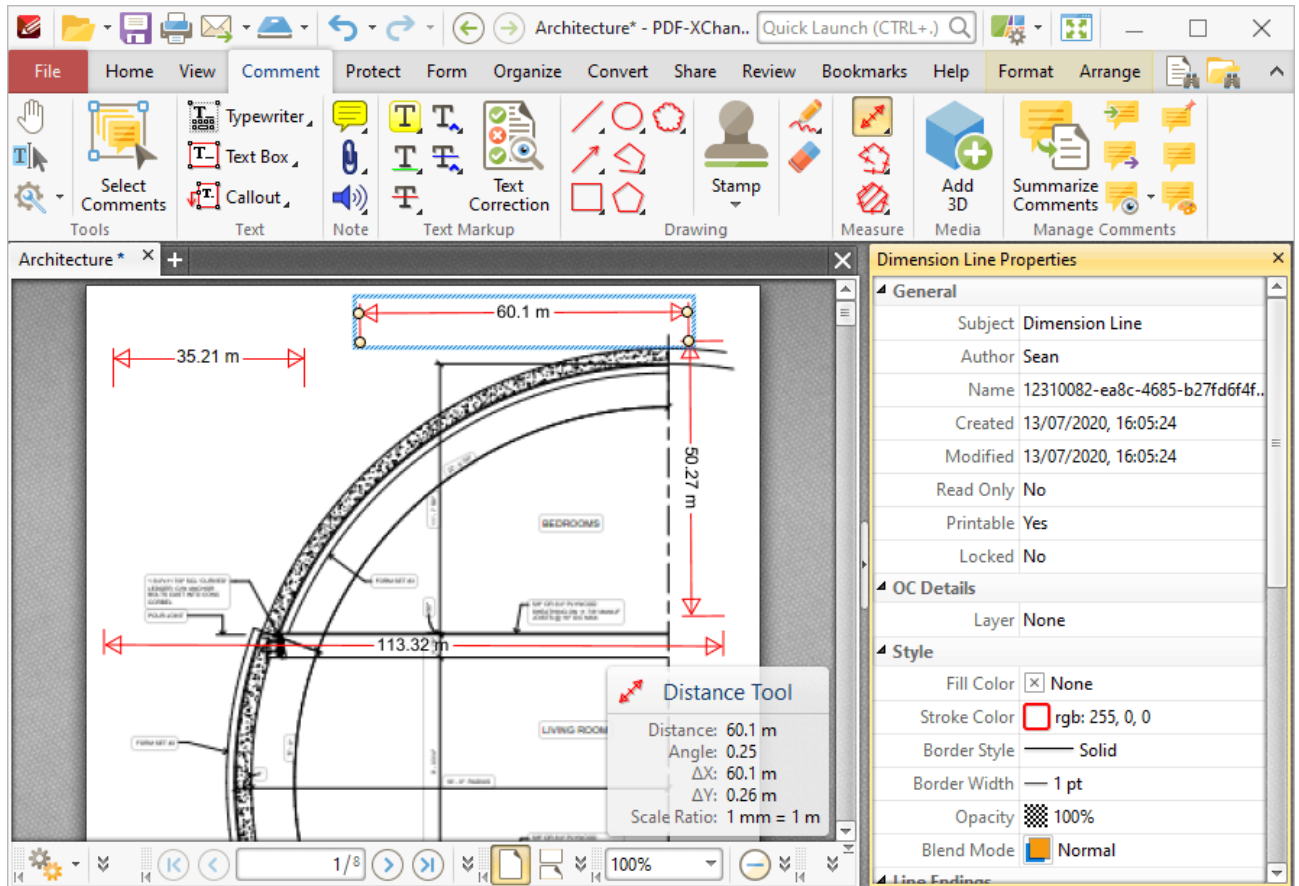 Architecture* - PDF-XChan..
Quick Launch (CTRL+.)
File Home View Comment Protect Form Organize Convert Share Review Bookmarks Help Format Arrange
Typewriter
Text Box
Callout
Select
Comments
Text
Correction
Stamp
Add
3D
Summarize
Comments
Tools Text Note Text Markup Drawing Measure Media Manage Comments
Architecture *
60.1 m
35.21 m
50.27 m
BEDROOMS
113.32 m
LIVING ROOM
Distance Tool
Distance: 60.1 m
Angle: 0.25
ΔX: 60.1 m
ΔY: 0.26 m
Scale Ratio: 1 mm = 1 m
1/8
100%
Dimension Line Properties
General
Subject Dimension Line
Author Sean
Name 12310082-ea8c-4685-b27fd6f4f..
Created 13/07/2020, 16:05:24
Modified 13/07/2020, 16:05:24
Read Only No
Printable Yes
Locked No
OC Details
Layer None
Style
Fill Color None
Stroke Color rgb: 255, 0, 0
Border Style Solid
Border Width 1 pt
Opacity 100%
Blend Mode Normal
Line Endings